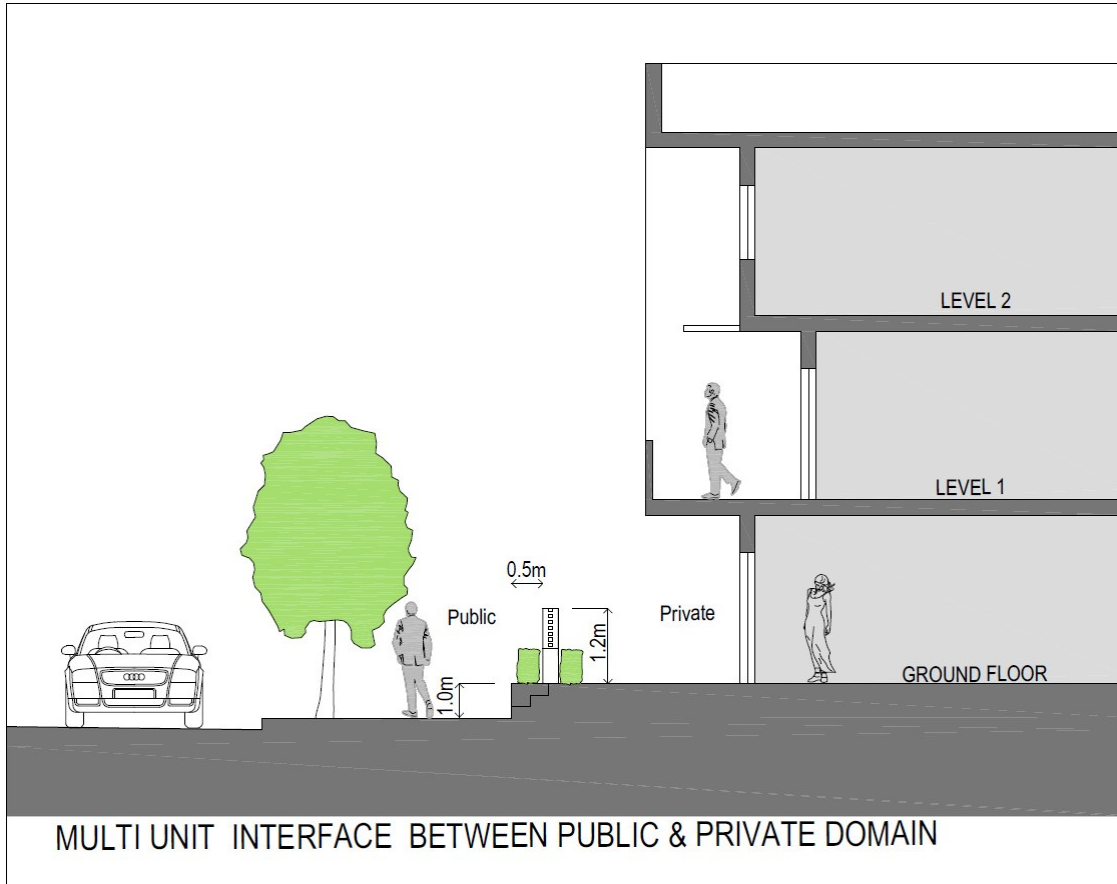 LEVEL 2
LEVEL 1
0.5m
Public
Private
1.2m
1.0m
GROUND FLOOR
MULTI UNIT INTERFACE BETWEEN PUBLIC & PRIVATE DOMAIN